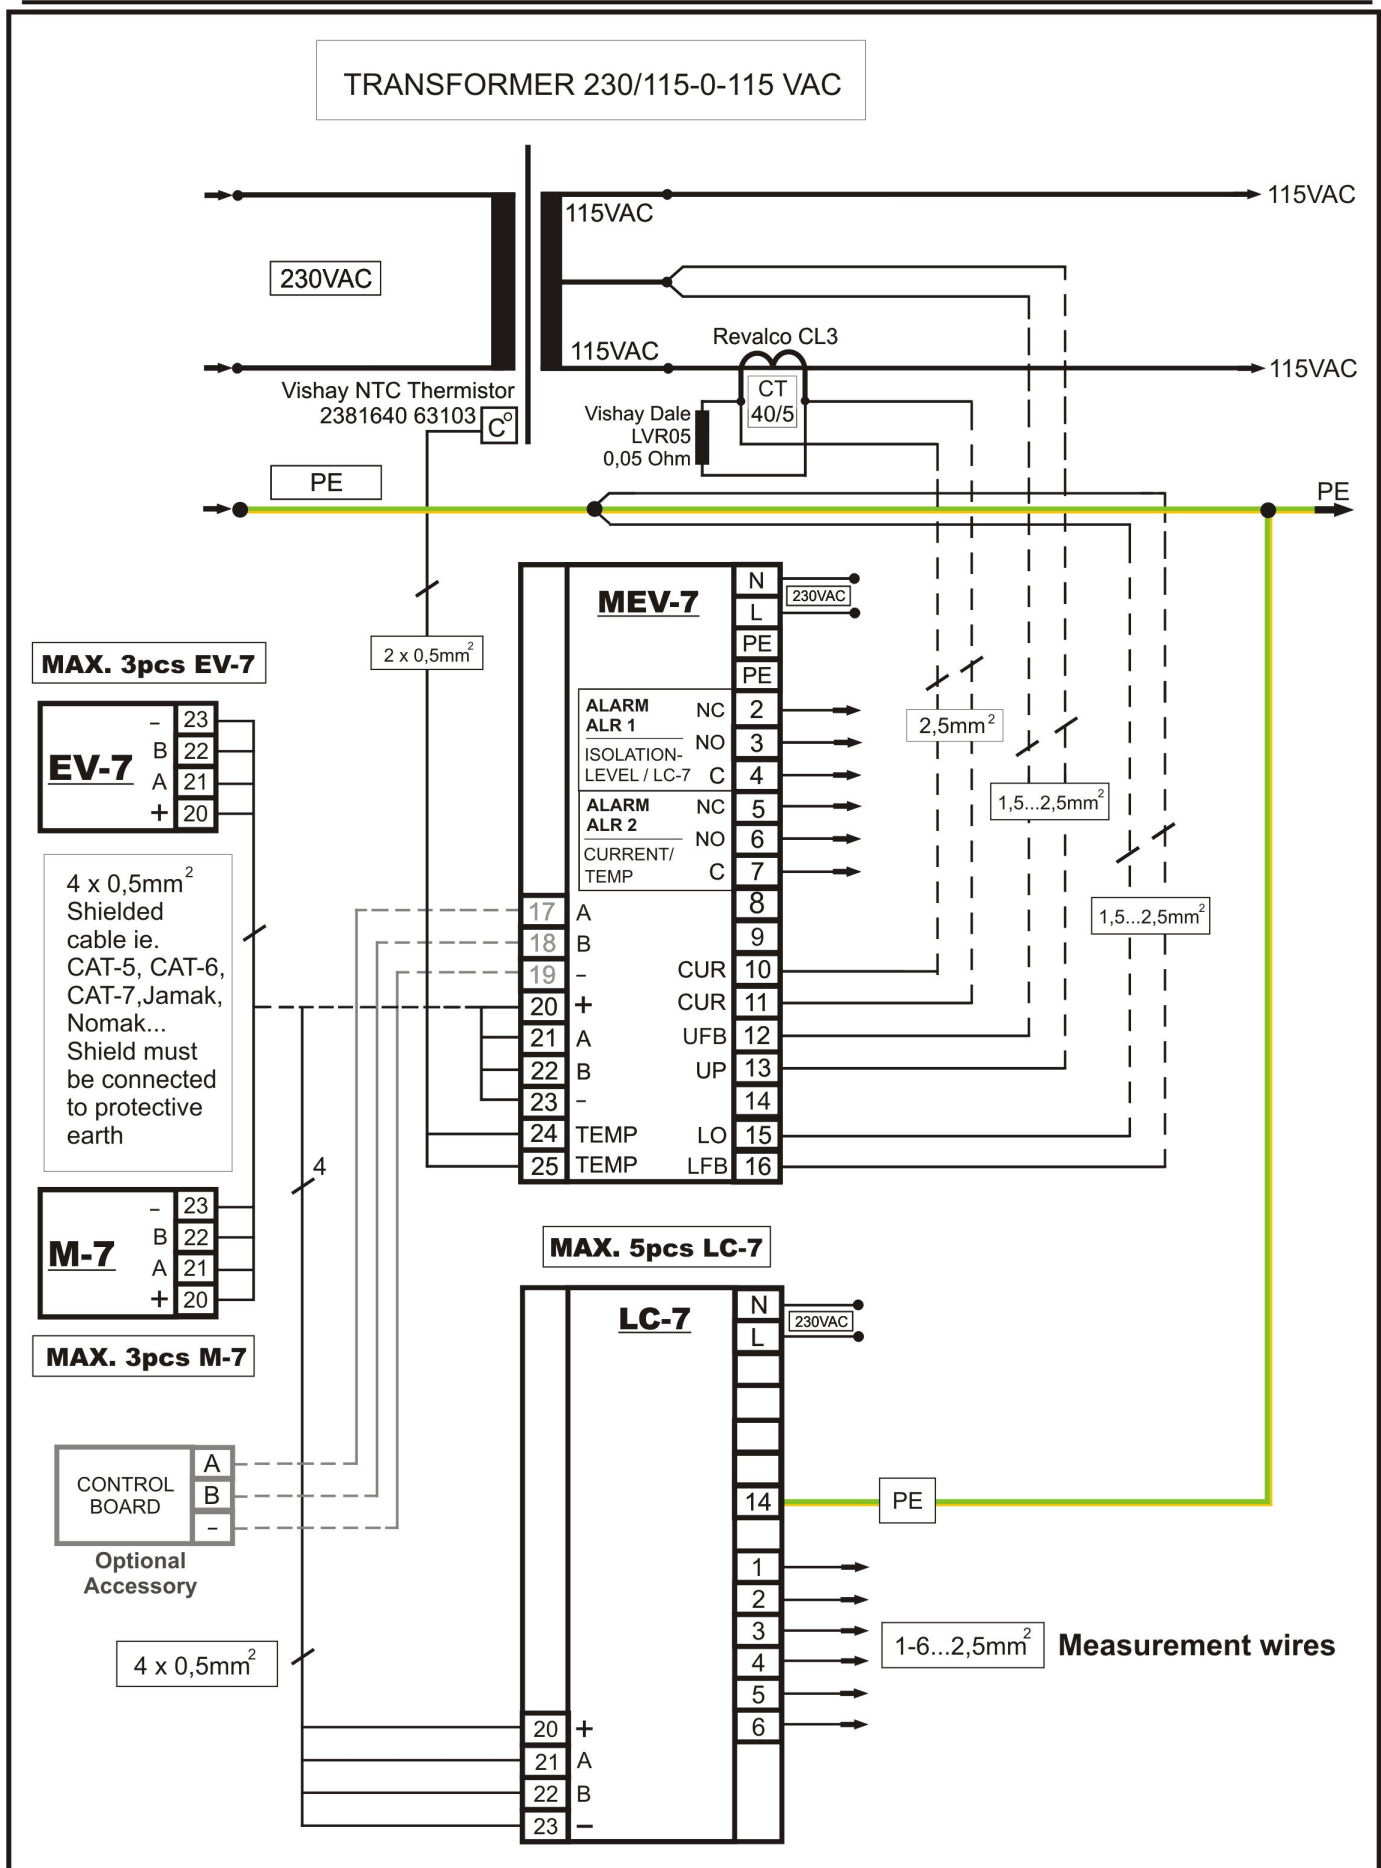 TRANSFORMER 230/115-0-115 VAC
115VAC
115VAC
230VAC
Revalco CL3
115VAC
115VAC
Vishay NTC Thermistor
2381640 63103
C°
CT
40/5
Vishay Dale
LVR05
0,05 Ohm
PE
PE
MEV-7
N
L
230VAC
PE
PE
2 x 0,5mm²
MAX. 3pcs EV-7
EV-7
– 23
B 22
A 21
+ 20
ALARM
ALR 1
ISOLATION-
LEVEL / LC-7
NC 2
NO 3
C 4
ALARM
ALR 2
CURRENT/
TEMP
NC 5
NO 6
C 7
8
9
CUR 10
CUR 11
UFB 12
UP 13
14
LO 15
LFB 16
2,5mm²
1,5...2,5mm²
1,5...2,5mm²
17 A
18 B
19 –
20 +
21 A
22 B
23 –
24 TEMP
25 TEMP
4 x 0,5mm²
Shielded
cable ie.
CAT-5, CAT-6,
CAT-7,Jamak,
Nomak...
Shield must
be connected
to protective
earth
4
M-7
– 23
B 22
A 21
+ 20
MAX. 3pcs M-7
MAX. 5pcs LC-7
LC-7
N
L
230VAC
14
PE
1
2
3
4
5
6
1-6...2,5mm²
Measurement wires
CONTROL
BOARD
A
B
–
Optional
Accessory
4 x 0,5mm²
20 +
21 A
22 B
23 –